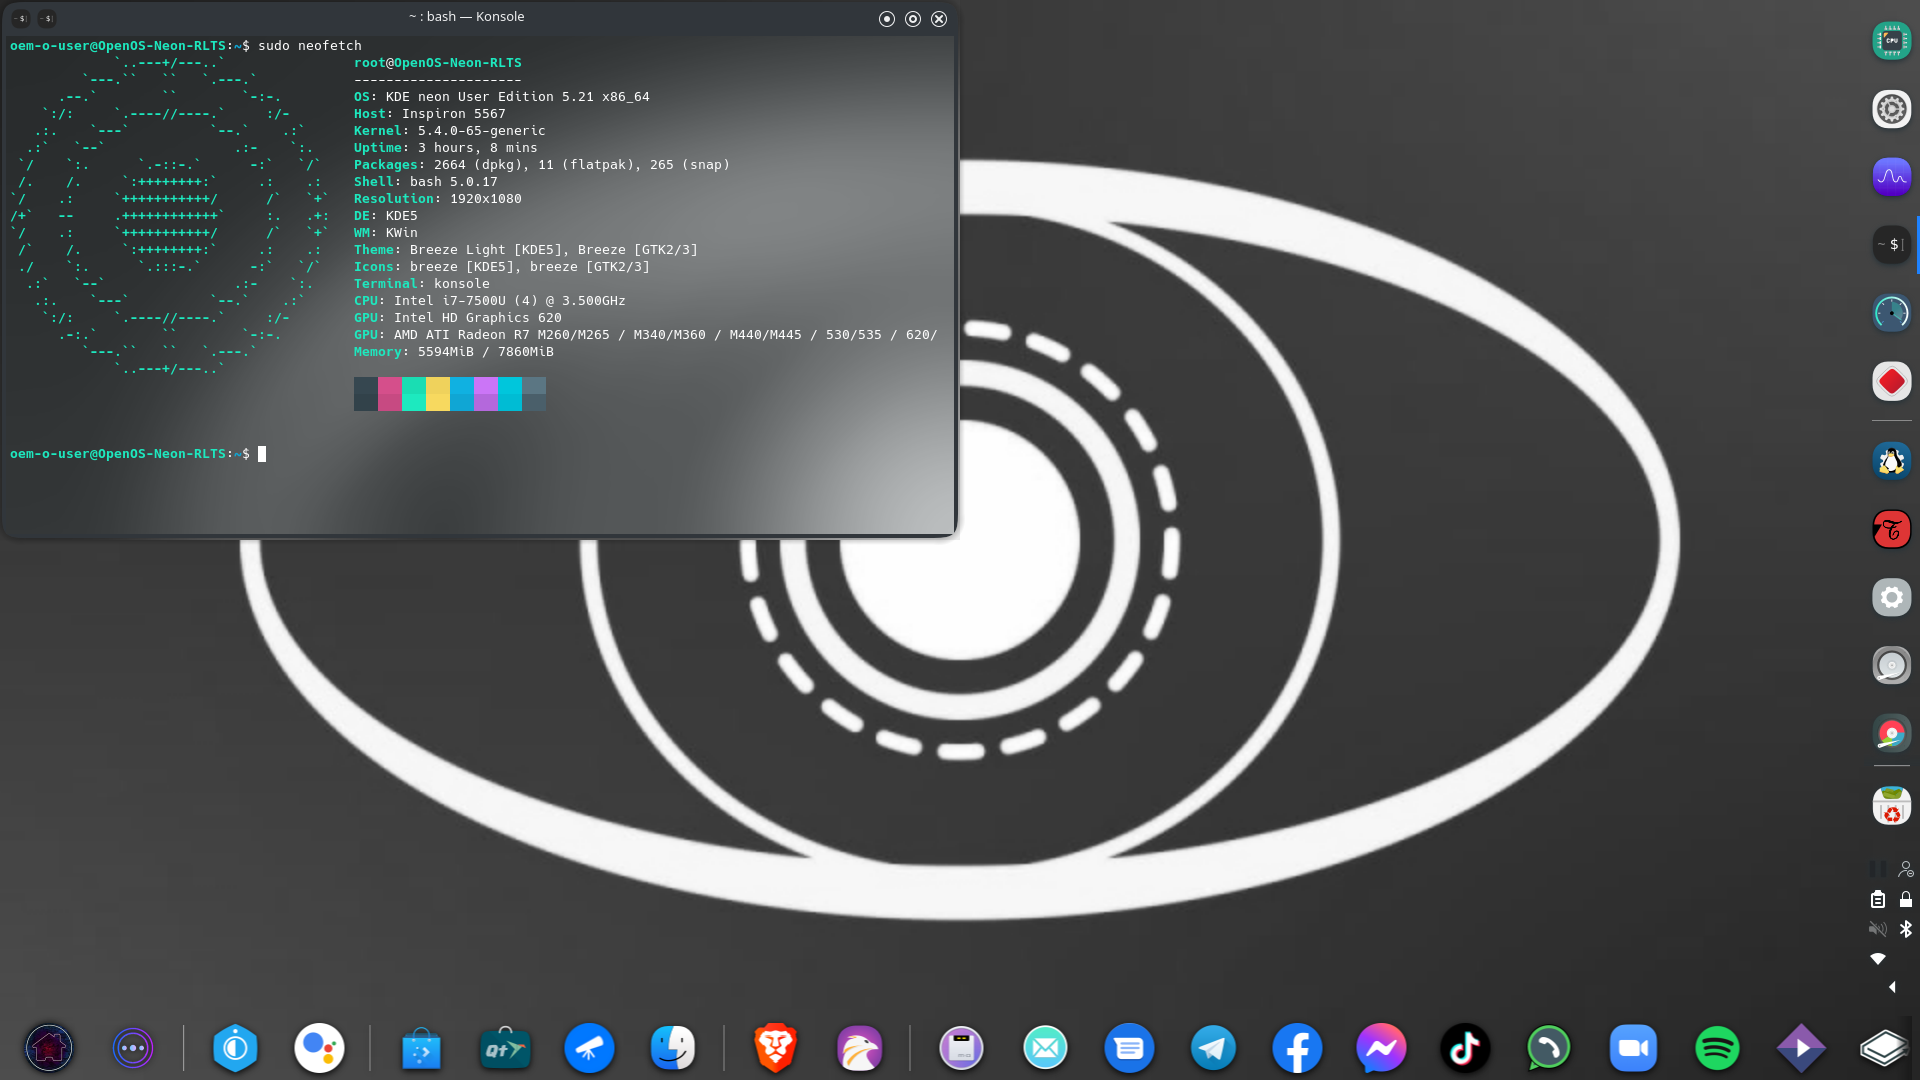 ~ : bash — Konsole
oem-o-user@OpenOS-Neon-RLTS:~$ sudo neofetch
root@OpenOS-Neon-RLTS
---------------------
OS: KDE neon User Edition 5.21 x86_64
Host: Inspiron 5567
Kernel: 5.4.0-65-generic
Uptime: 3 hours, 8 mins
Packages: 2664 (dpkg), 11 (flatpak), 265 (snap)
Shell: bash 5.0.17
Resolution: 1920x1080
DE: KDE5
WM: KWin
Theme: Breeze Light [KDE5], Breeze [GTK2/3]
Icons: breeze [KDE5], breeze [GTK2/3]
Terminal: konsole
CPU: Intel i7-7500U (4) @ 3.500GHz
GPU: Intel HD Graphics 620
GPU: AMD ATI Radeon R7 M260/M265 / M340/M360 / M440/M445 / 530/535 / 620/
Memory: 5594MiB / 7860MiB
oem-o-user@OpenOS-Neon-RLTS:~$
CPU
~ $
Qt